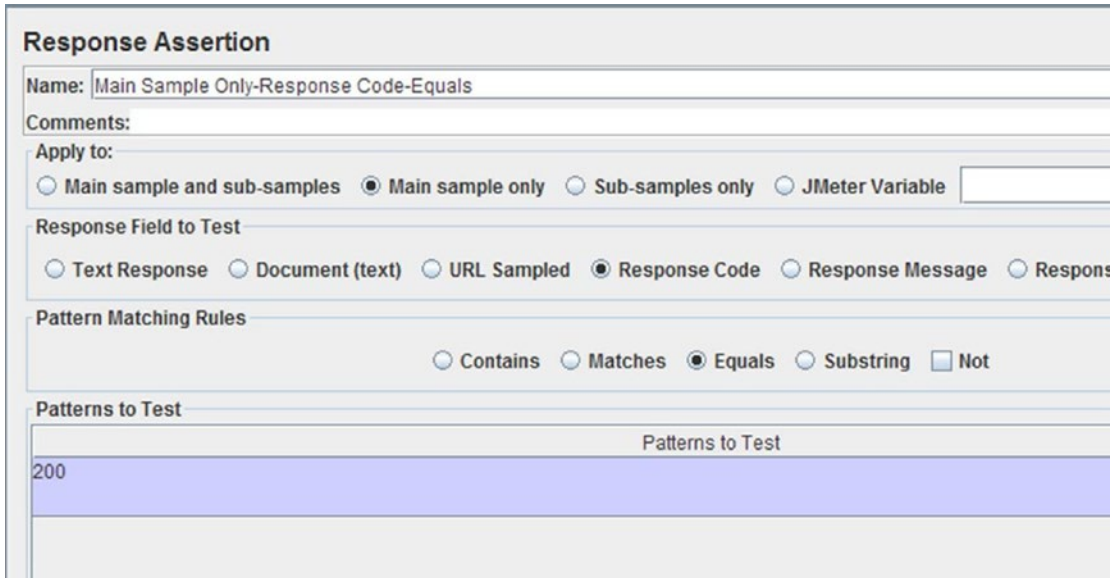 Response Assertion
Name: Main Sample Only-Response Code-Equals
Comments:
Apply to:
Main sample and sub-samples Main sample only Sub-samples only JMeter Variable
Response Field to Test
Text Response Document (text) URL Sampled Response Code Response Message Respons
Pattern Matching Rules
Contains Matches Equals Substring Not
Patterns to Test
Patterns to Test
200